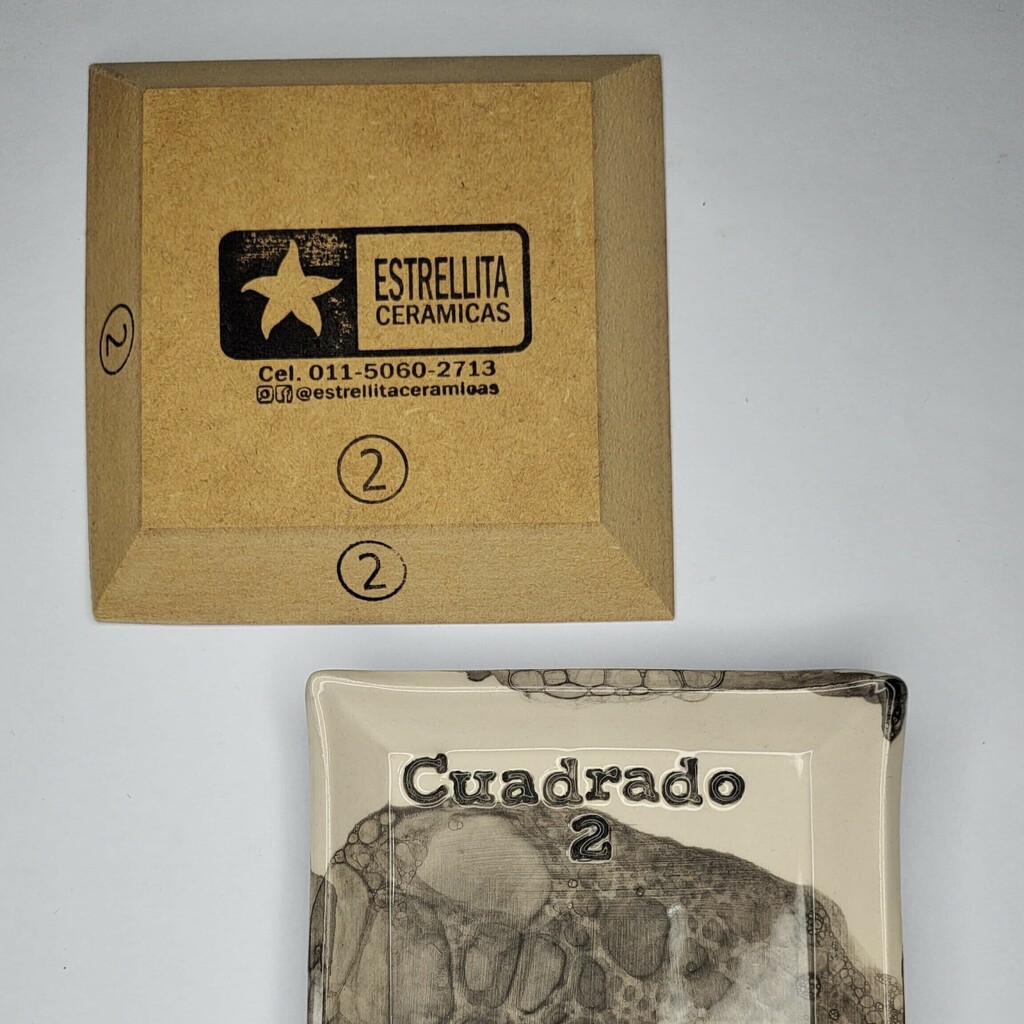 ESTRELLITA
CERAMICAS
Cel. 011-5060-2713
@estrellitaceramicas
2
2
2
Cuadrado
2